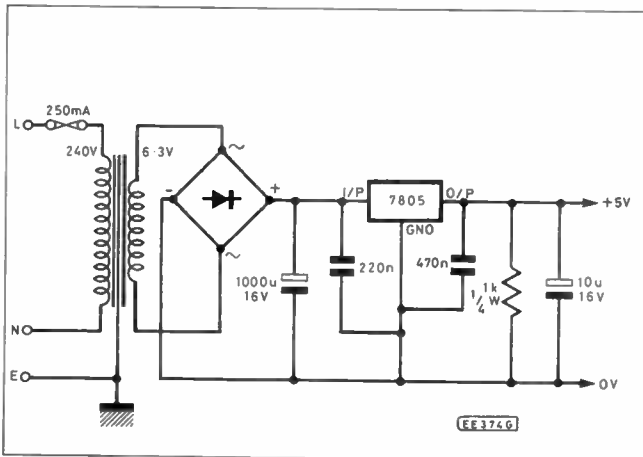 250mA
L
240V
6·3V
~
-
+
~
I/P
7805
O/P
GND
+5V
1000u
16V
220n
470n
1k
1/4 W
10u
16V
N
E
0V
EE374G